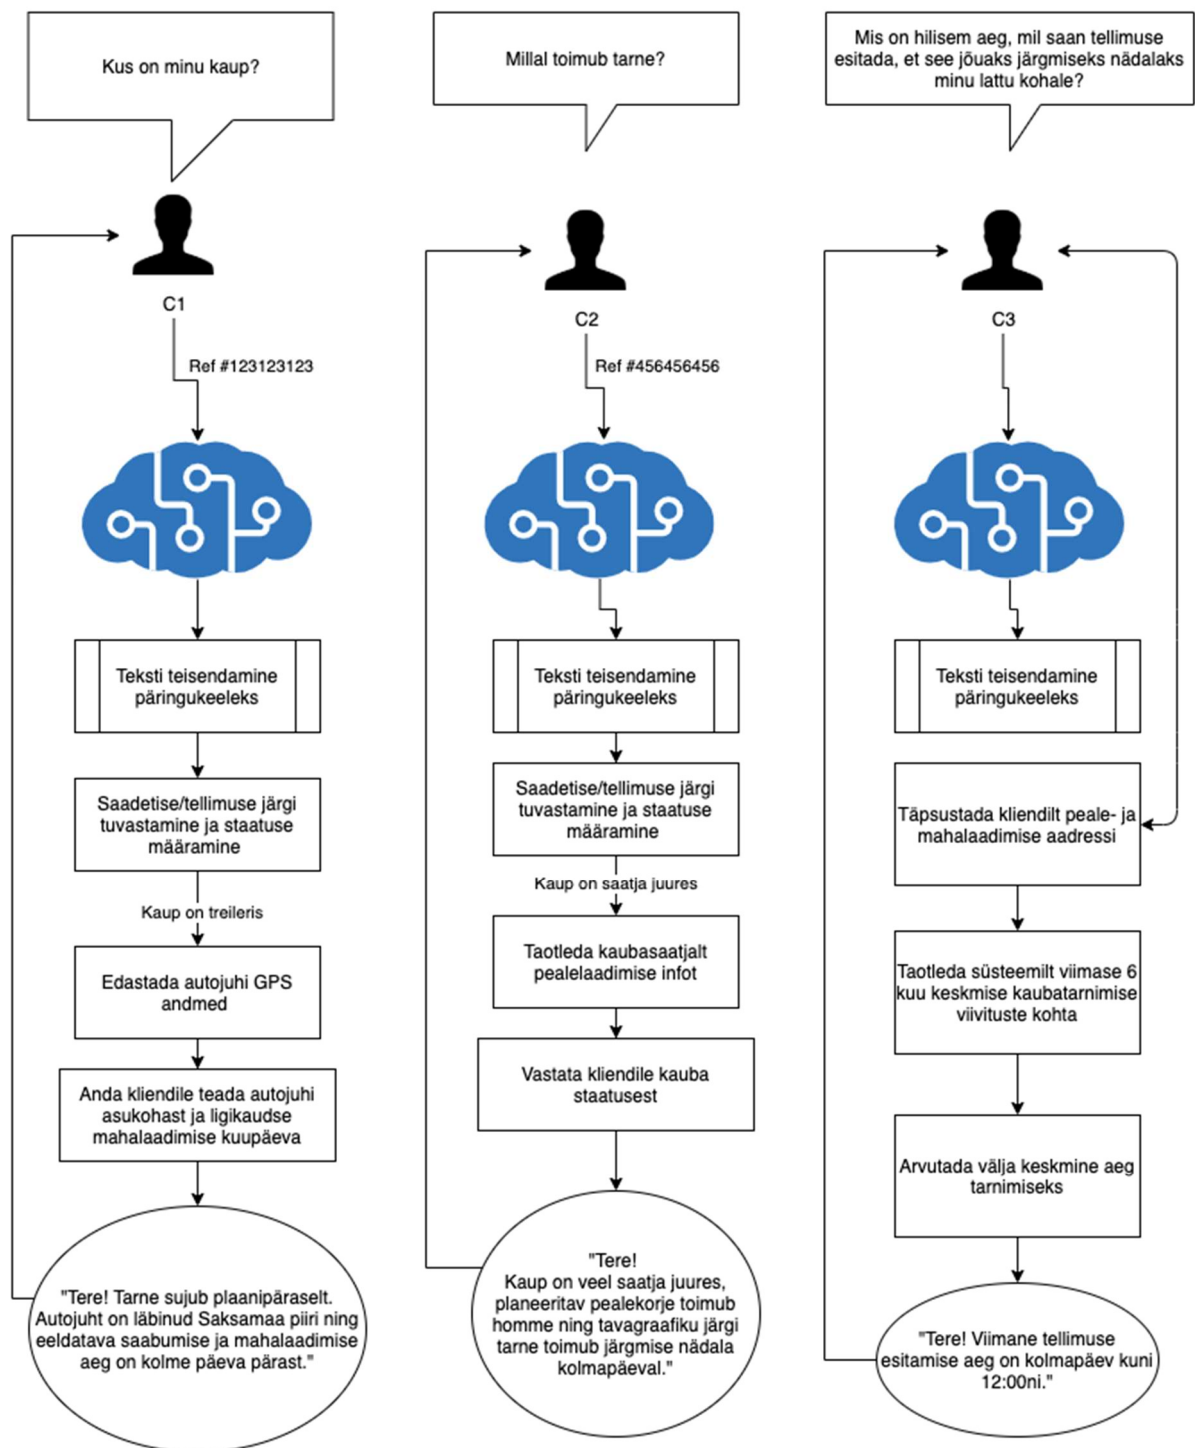 Kus on minu kaup?
C1
Ref #123123123
Teksti teisendamine
päringukeeleks
Saadetise/tellimuse järgi
tuvastamine ja staatuse
määramine
Kaup on treileris
Edastada autojuhi GPS
andmed
Anda kliendile teada autojuhi
asukohast ja ligikaudse
mahalaadimise kuupäeva
"Tere! Tarne sujub plaanipäraselt.
Autojuht on läbinud Saksamaa piiri ning
eeldatava saabumise ja mahalaadimise
aeg on kolme päeva pärast."
Millal toimub tarne?
C2
Ref #456456456
Teksti teisendamine
päringukeeleks
Saadetise/tellimuse järgi
tuvastamine ja staatuse
määramine
Kaup on saatja juures
Taotleda kaubasaatjalt
pealelaadimise infot
Vastata kliendile kauba
staatusest
"Tere!
Kaup on veel saatja juures,
planeeritav pealekorje toimub
homme ning tavagraafiku järgi
tarne toimub järgmise nädala
kolmapäeval."
Mis on hilisem aeg, mil saan tellimuse
esitada, et see jõuaks järgmiseks nädalaks
minu lattu kohale?
C3
Teksti teisendamine
päringukeeleks
Täpsustada kliendilt peale- ja
mahalaadimise aadressi
Taotleda süsteemilt viimase 6
kuu keskmise kaubatarnimise
viivituste kohta
Arvutada välja keskmine aeg
tarnimiseks
"Tere! Viimane tellimuse
esitamise aeg on kolmapäev kuni
12:00ni."